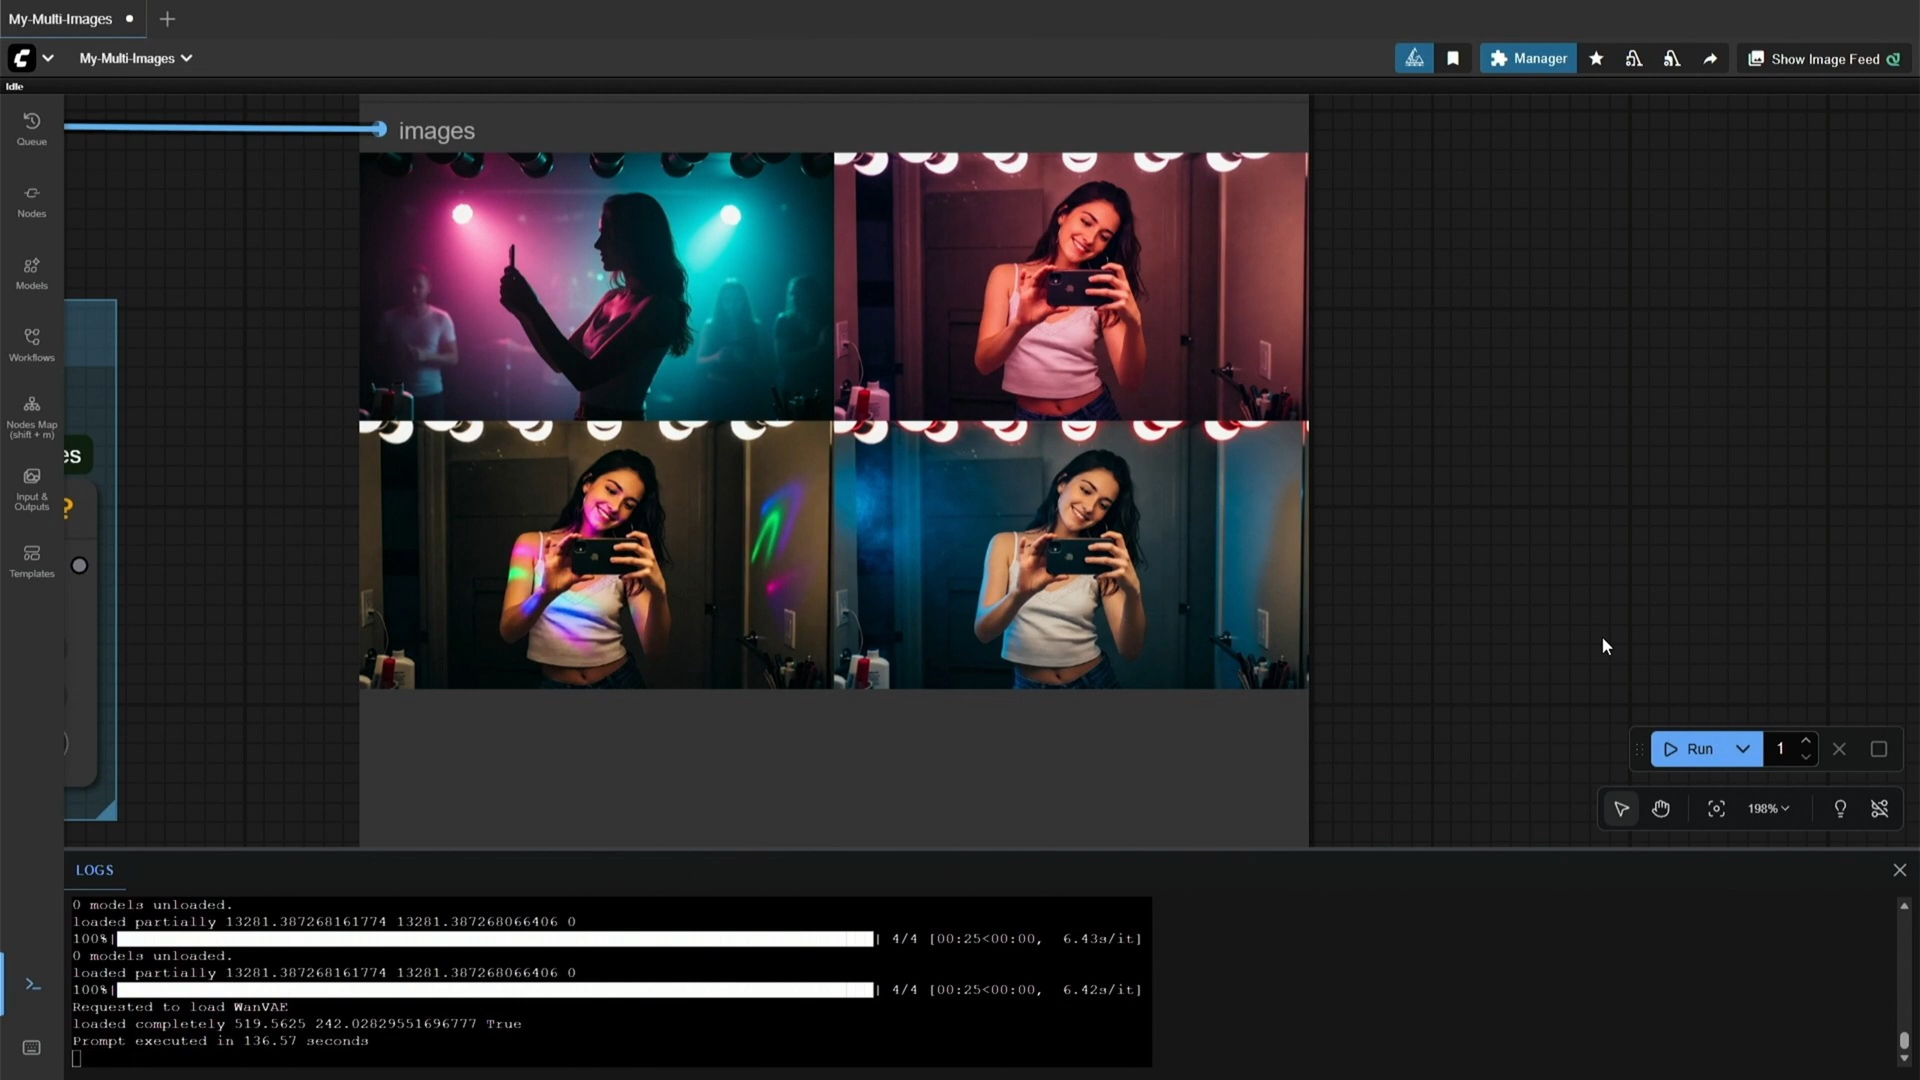 My-Multi-Images
My-Multi-Images
Manager
Show Image Feed
Idle
Queue
Nodes
Models
Workflows
Nodes Map
(shift + m)
Input &
Outputs
Templates
images
es
?
Run
1
198%
LOGS
0 models unloaded.
loaded partially 13281.387268161774 13281.387268066406 0
100%| | 4/4 [00:25<00:00, 6.43s/it]
0 models unloaded.
loaded partially 13281.387268161774 13281.387268066406 0
100%| | 4/4 [00:25<00:00, 6.42s/it]
Requested to load WanVAE
loaded completely 519.5625 242.02829551696777 True
Prompt executed in 136.57 seconds